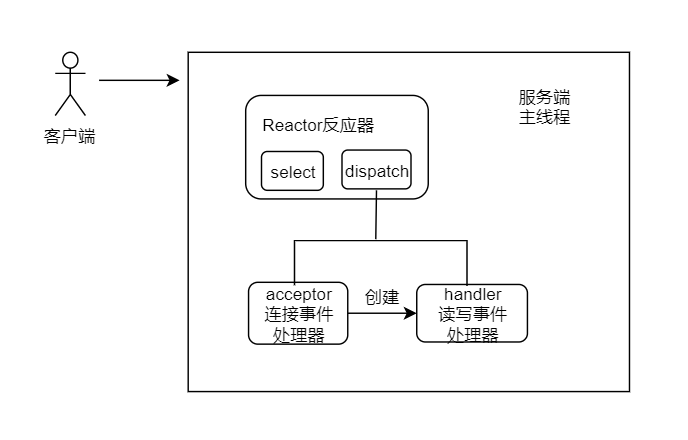 客户端
服务端
主线程
Reactor反应器
select
dispatch
acceptor
连接事件
处理器
创建
handler
读写事件
处理器